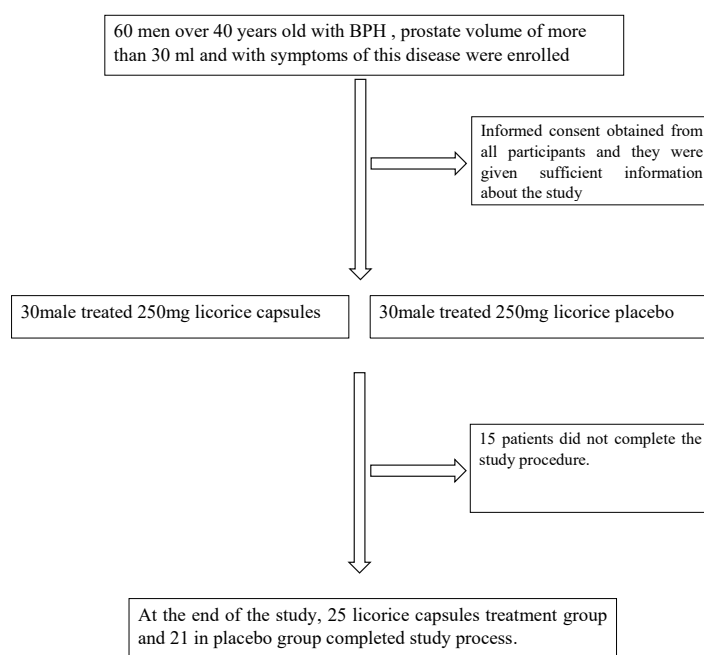 60 men over 40 years old with BPH , prostate volume of more
than 30 ml and with symptoms of this disease were enrolled
Informed consent obtained from
all participants and they were
given sufficient information
about the study
30male treated 250mg licorice capsules
30male treated 250mg licorice placebo
15 patients did not complete the
study procedure.
At the end of the study, 25 licorice capsules treatment group
and 21 in placebo group completed study process.